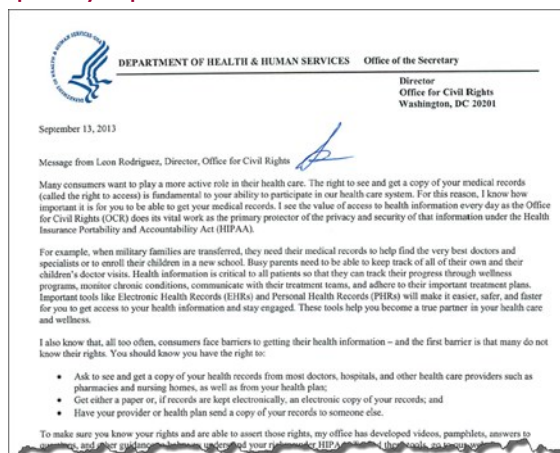 DEPARTMENT OF HEALTH & HUMAN SERVICES Office of the Secretary
Director
Office for Civil Rights
Washington, DC 20201
September 13, 2013
Message from Leon Rodriguez, Director, Office for Civil Rights
Many consumers want to play a more active role in their health care. The right to see and get a copy of your medical records
(called the right to access) is fundamental to your ability to participate in our health-care system. For this reason, I know how
important it is for you to be able to get your medical records. I see the value of access to health information every day as the Office
for Civil Rights (OCR) does its vital work as the primary protector of the privacy and security of that information under the Health
Insurance Portability and Accountability Act (HIPAA).
For example, when military families are transferred, they need their medical records to help find the very best doctors and
specialists or to enroll their children in a new school. Busy parents need to be able to keep track of all of their own and their
children's doctor visits. Health information is critical to all patients so that they can track their progress through wellness
programs, monitor chronic conditions, communicate with their treatment teams, and adhere to their important treatment plans.
Important tools like Electronic Health Records (EHRs) and Personal Health Records (PHRs) will make it easier, safer, and faster
for you to get access to your health information and stay engaged. These tools help you become a true partner in your health care
and wellness.
I also know that, all too often, consumers face barriers to getting their health information – and the first barrier is that many do not
know their rights. You should know you have the right to:
• Ask to see and get a copy of your health records from most doctors, hospitals, and other health care providers such as
pharmacies and nursing homes, as well as from your health plan;
• Get either a paper or, if records are kept electronically, an electronic copy of your records; and
• Have your provider or health plan send a copy of your records to someone else.
To make sure you know your rights and are able to assert those rights, my office has developed videos, pamphlets, answers to